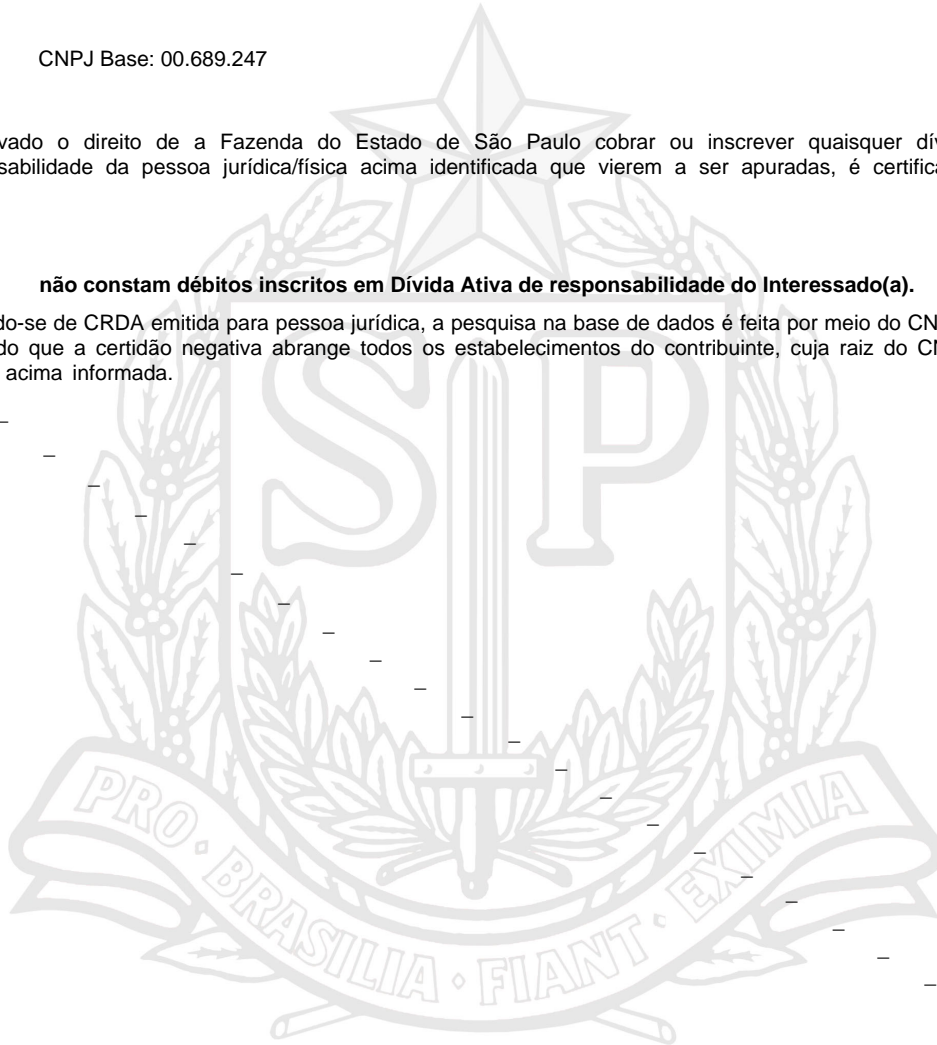 CNPJ Base: 00.689.247
vado o direito de a Fazenda do Estado de São Paulo cobrar ou inscrever quaisquer dív
sabilidade da pessoa jurídica/física acima identificada que vierem a ser apuradas, é certifica
não constam débitos inscritos em Dívida Ativa de responsabilidade do Interessado(a).
do-se de CRDA emitida para pessoa jurídica, a pesquisa na base de dados é feita por meio do CN
do que a certidão negativa abrange todos os estabelecimentos do contribuinte, cuja raiz do CN
acima informada.
SP
PRO · BRASILIA · FIANT · EXIMIA